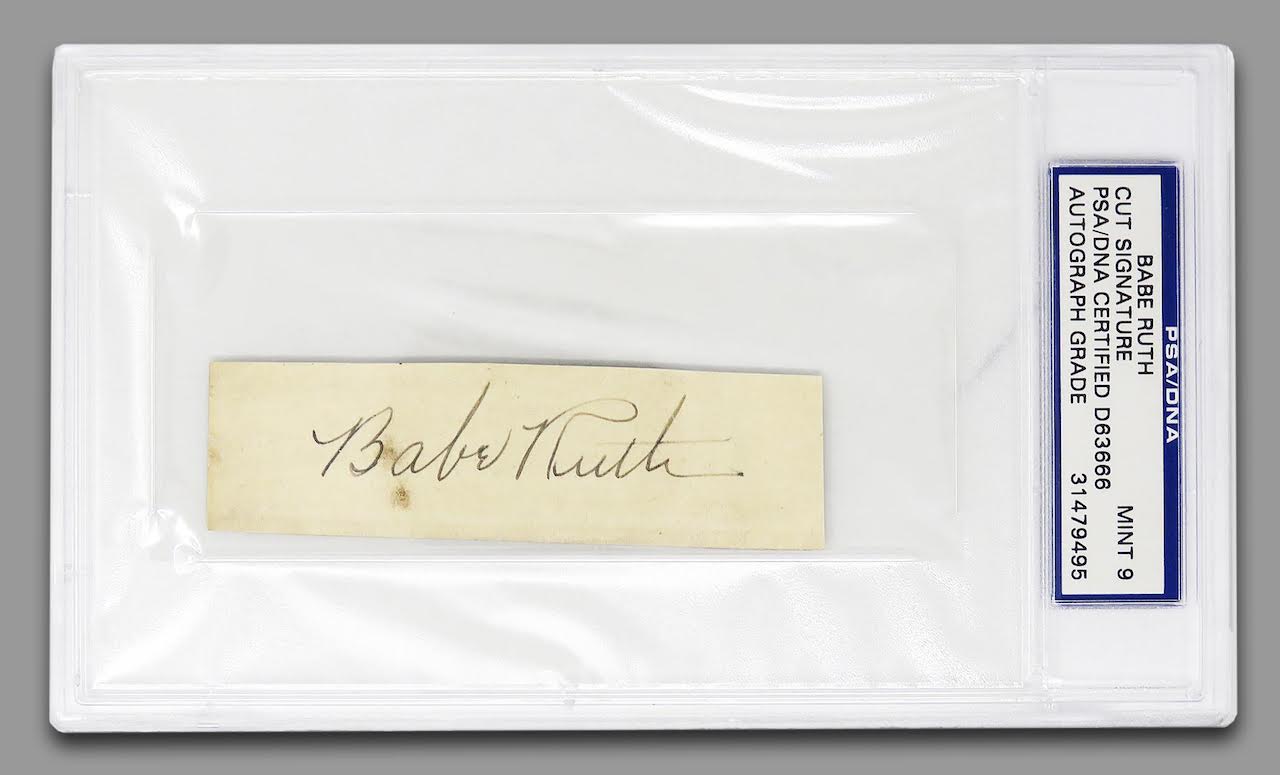 Babe Ruth
PSA/DNA
BABE RUTH
CUT SIGNATURE MINT 9
PSA/DNA CERTIFIED D63666
AUTOGRAPH GRADE 31479495